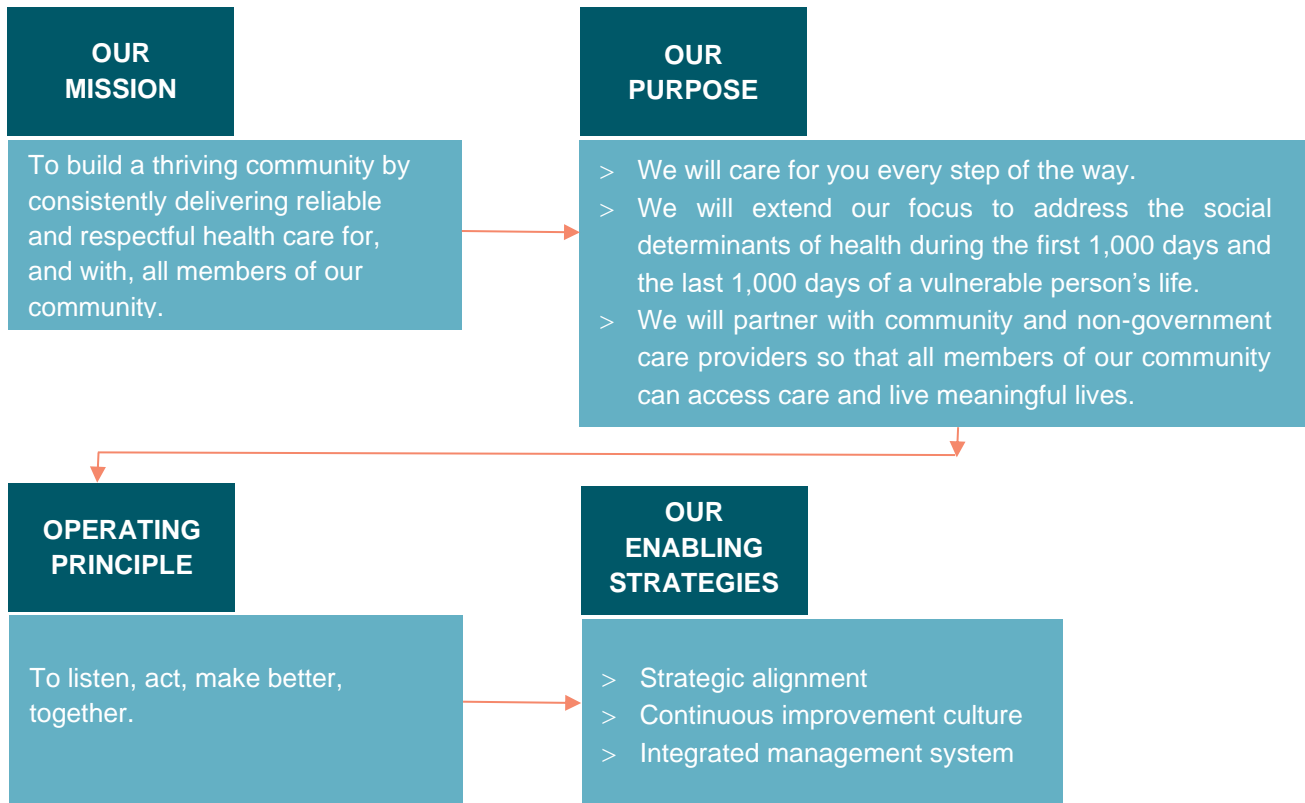 OUR
MISSION
To build a thriving community by
consistently delivering reliable
and respectful health care for,
and with, all members of our
community.
OUR
PURPOSE
> We will care for you every step of the way.
> We will extend our focus to address the social
determinants of health during the first 1,000 days and
the last 1,000 days of a vulnerable person’s life.
> We will partner with community and non-government
care providers so that all members of our community
can access care and live meaningful lives.
OPERATING
PRINCIPLE
To listen, act, make better,
together.
OUR
ENABLING
STRATEGIES
> Strategic alignment
> Continuous improvement culture
> Integrated management system